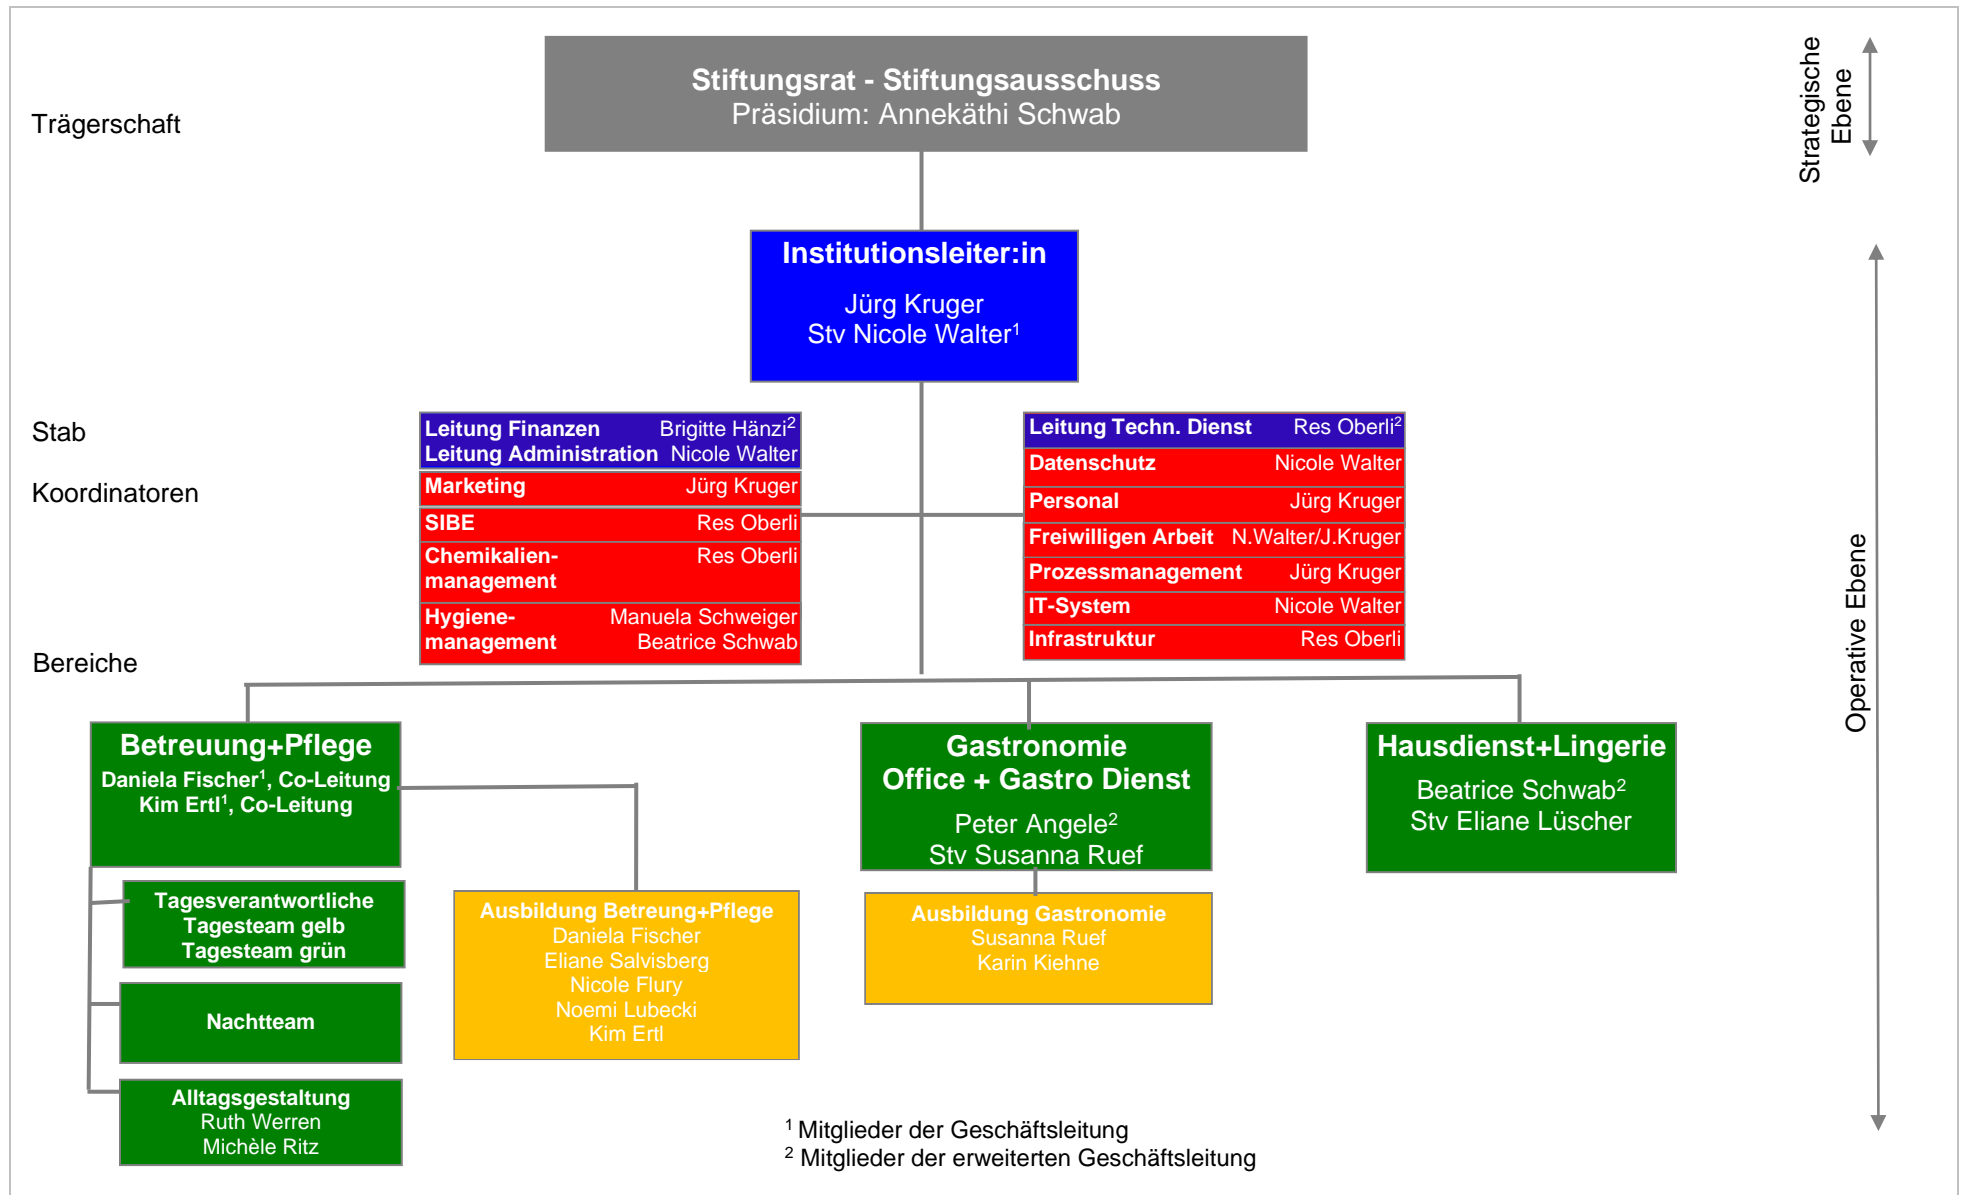 Stiftungsrat - Stiftungsausschuss
Präsidium: Annekäthi Schwab
Trägerschaft
Strategische
Ebene
Institutionsleiter:in
Jürg Kruger
Stv Nicole Walter¹
Stab
Leitung Finanzen Brigitte Hänzi²
Leitung Administration Nicole Walter
Koordinatoren
Marketing Jürg Kruger
SIBE Res Oberli
Chemikalien- Res Oberli
management
Hygiene- Manuela Schweiger
management Beatrice Schwab
Leitung Techn. Dienst Res Oberli²
Datenschutz Nicole Walter
Personal Jürg Kruger
Freiwilligen Arbeit N.Walter/J.Kruger
Prozessmanagement Jürg Kruger
IT-System Nicole Walter
Infrastruktur Res Oberli
Operative Ebene
Bereiche
Betreuung+Pflege
Daniela Fischer¹, Co-Leitung
Kim Ertl¹, Co-Leitung
Gastronomie
Office + Gastro Dienst
Peter Angele²
Stv Susanna Ruef
Hausdienst+Lingerie
Beatrice Schwab²
Stv Eliane Lüscher
Tagesverantwortliche
Tagesteam gelb
Tagesteam grün
Nachtteam
Alltagsgestaltung
Ruth Werren
Michèle Ritz
Ausbildung Betreung+Pflege
Daniela Fischer
Eliane Salvisberg
Nicole Flury
Noemi Lubecki
Kim Ertl
Ausbildung Gastronomie
Susanna Ruef
Karin Kiehne
¹ Mitglieder der Geschäftsleitung
² Mitglieder der erweiterten Geschäftsleitung